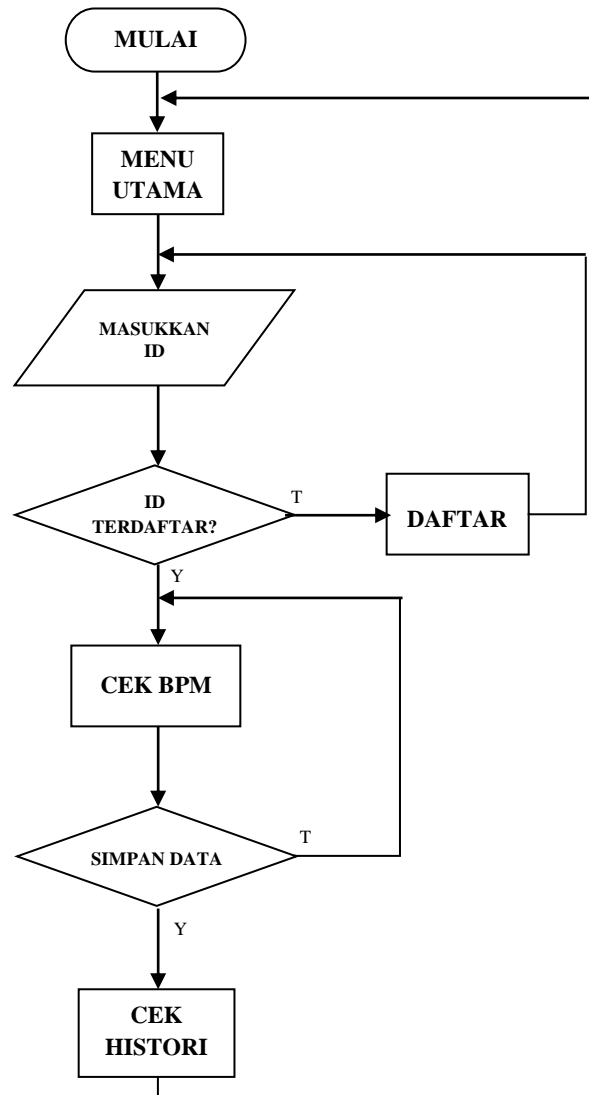 MULAI
MENU
UTAMA
MASUKKAN
ID
ID
TERDAFTAR?
T
DAFTAR
Y
CEK BPM
SIMPAN DATA
T
Y
CEK
HISTORI